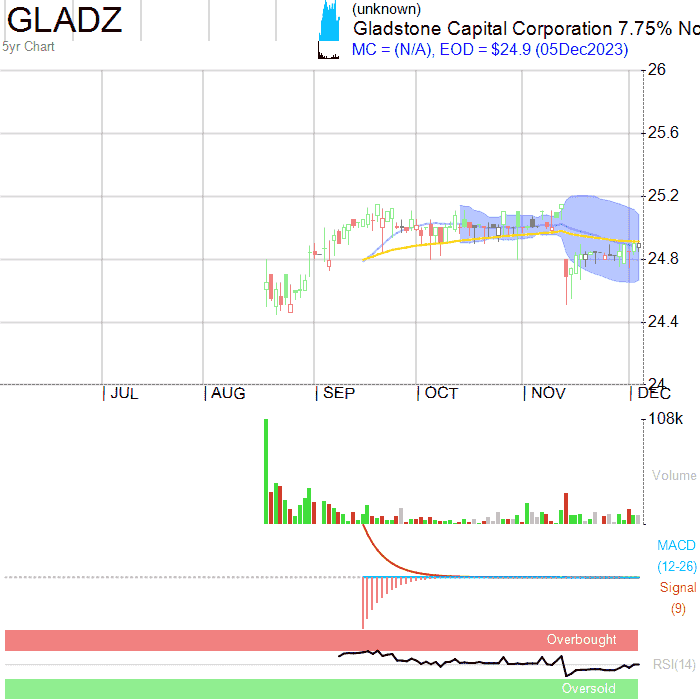 GLADZ
5yr Chart
(unknown)
Gladstone Capital Corporation 7.75% No
MC = (N/A), EOD = $24.9 (05Dec2023)
26
25.6
25.2
24.8
24.4
24
JUL AUG SEP OCT NOV DEC
108k
Volume
MACD
(12-26)
Signal
(9)
Overbought
RSI(14)
Oversold